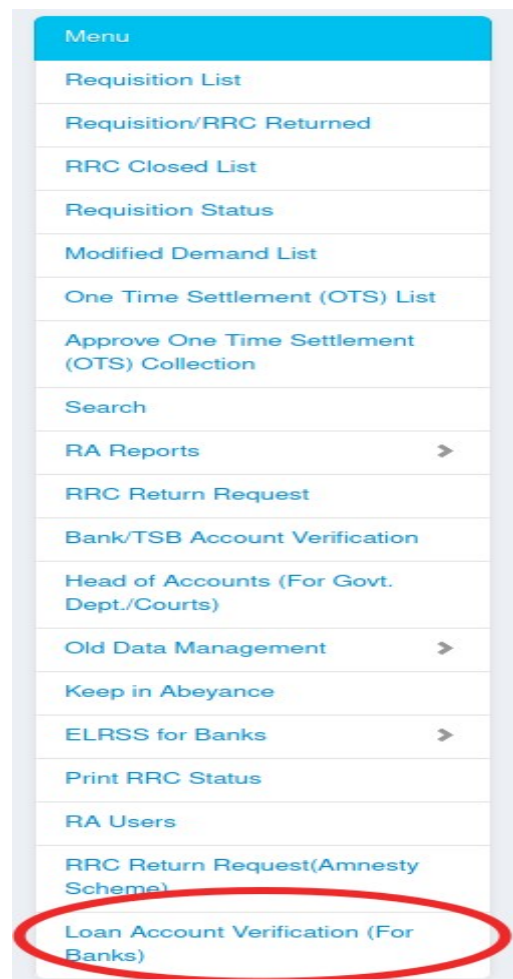 Menu
Requisition List
Requisition/RRC Returned
RRC Closed List
Requisition Status
Modified Demand List
One Time Settlement (OTS) List
Approve One Time Settlement
(OTS) Collection
Search
RA Reports
RRC Return Request
Bank/TSB Account Verification
Head of Accounts (For Govt.
Dept./Courts)
Old Data Management
Keep in Abeyance
ELRSS for Banks
Print RRC Status
RA Users
RRC Return Request(Amnesty
Scheme)
Loan Account Verification (For
Banks)